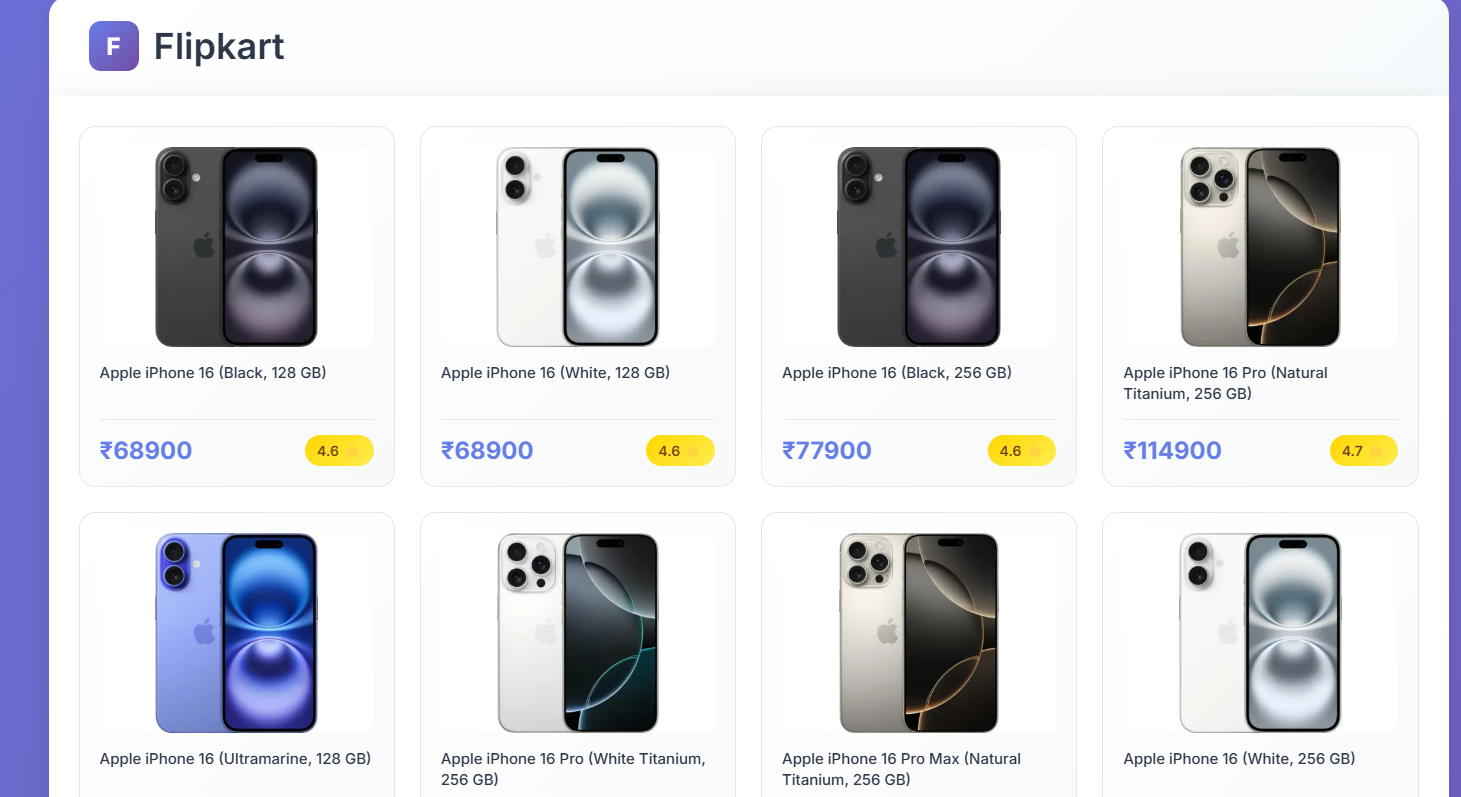 F
Flipkart
Apple iPhone 16 (Black, 128 GB)
₹68900
4.6
Apple iPhone 16 (White, 128 GB)
₹68900
4.6
Apple iPhone 16 (Black, 256 GB)
₹77900
4.6
Apple iPhone 16 Pro (Natural
Titanium, 256 GB)
₹114900
4.7
Apple iPhone 16 (Ultramarine, 128 GB)
Apple iPhone 16 Pro (White Titanium,
256 GB)
Apple iPhone 16 Pro Max (Natural
Titanium, 256 GB)
Apple iPhone 16 (White, 256 GB)